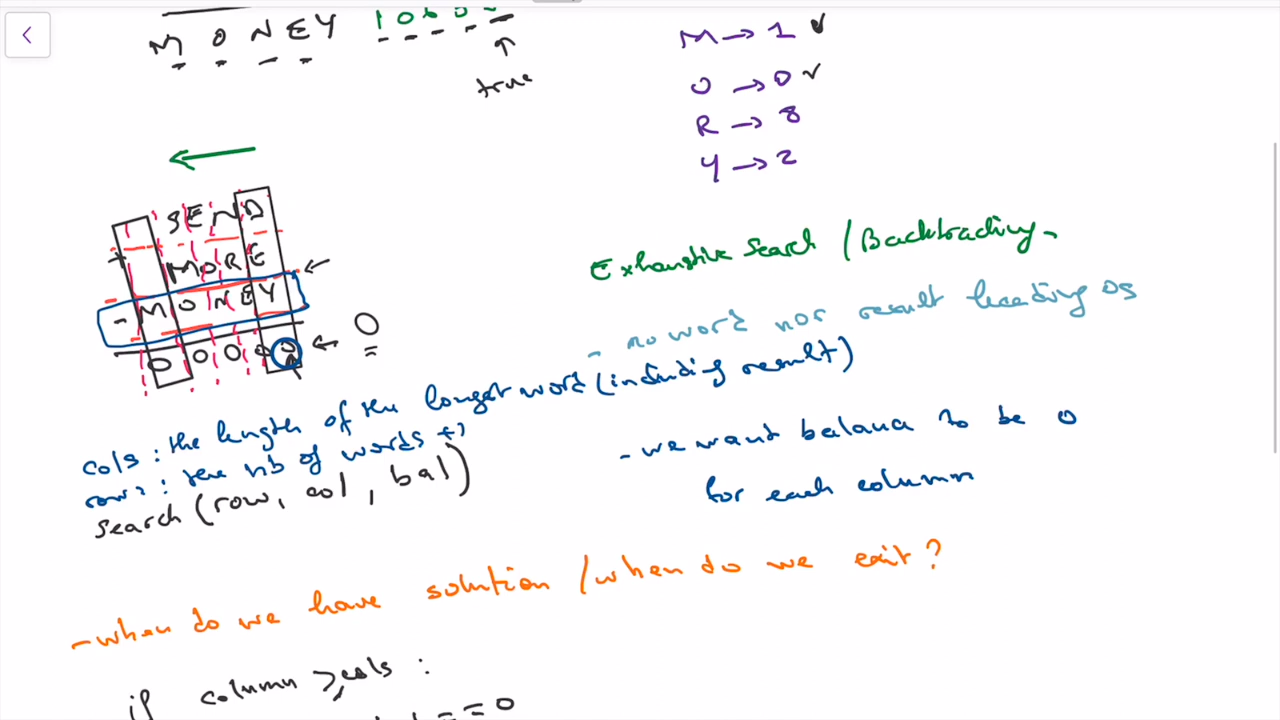 MONEY 1065
true
M → 1 ✓
O → 0 ✓
R → 8
Y → 2
SEND
+ MORE
- MONEY
0 0 0 0 0
0
Exhaustive Search / Backtrading
- no word nor result leading 0s
cols : the length of the longest word (including result)
rows : the nb of words +1
search (row, col, bal)
- we want balance to be 0
for each column
- when do we have solution / when do we exit ?
if column >= cols :
== 0